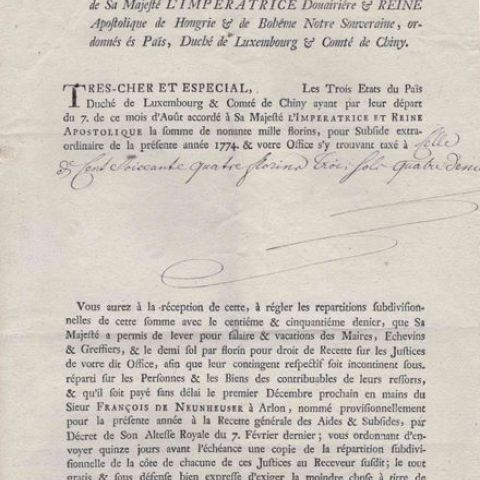 de Sa Majesté L'IMPERATRICE Douairiére & REINE
Apostolique de Hongrie & de Bohême Notre Souveraine, or-
donnés és Païs, Duché de Luxembourg & Comté de Chiny.
TRES-CHER ET ESPECIAL, Les Trois Etats du Païs
Duché de Luxembourg & Comté de Chiny ayant par leur départ
du 7. de ce mois d'Août accordé à Sa Majesté L'IMPERATRICE ET REINE
APOSTOLIQUE la somme de nonante mille florins, pour Subside extra-
ordinaire de la présente année 1774. & votre Office s'y trouvant taxé à Celle
de Cent Soiccante quatre florins Trois Sols quatre denie
Vous aurez à la réception de cette, à régler les repartitions subdivision-
nelles de cette somme avec le centiéme & cinquantiéme denier, que Sa
Majesté a permis de lever pour salaire & vacations des Maires, Echevins
& Greffiers, & le demi sol par florin pour droit de Recette sur les Justices
de votre dit Office, afin que leur contingent respectif soit incontinent sous-
réparti sur les Personnes & les Biens des contribuables de leurs ressorts,
& qu'il soit payé sans délai le premier Décembre prochain en mains du
Sieur FRANÇOIS DE NEUNHEUSER à Arlon, nommé provisionnellement
pour la présente année à la Recette générale des Aides & Subsides, par
Décret de Son Altesse Royale du 7. Février dernier ; vous ordonnant d'en-
voyer quinze jours avant l'échéance une copie de la répartition subdivi-
sionnelle de la côte de chacune de ces Justices au Receveur susdit ; le tout
gratis & sous défense bien expresse d'exiger la moindre chose à titre de